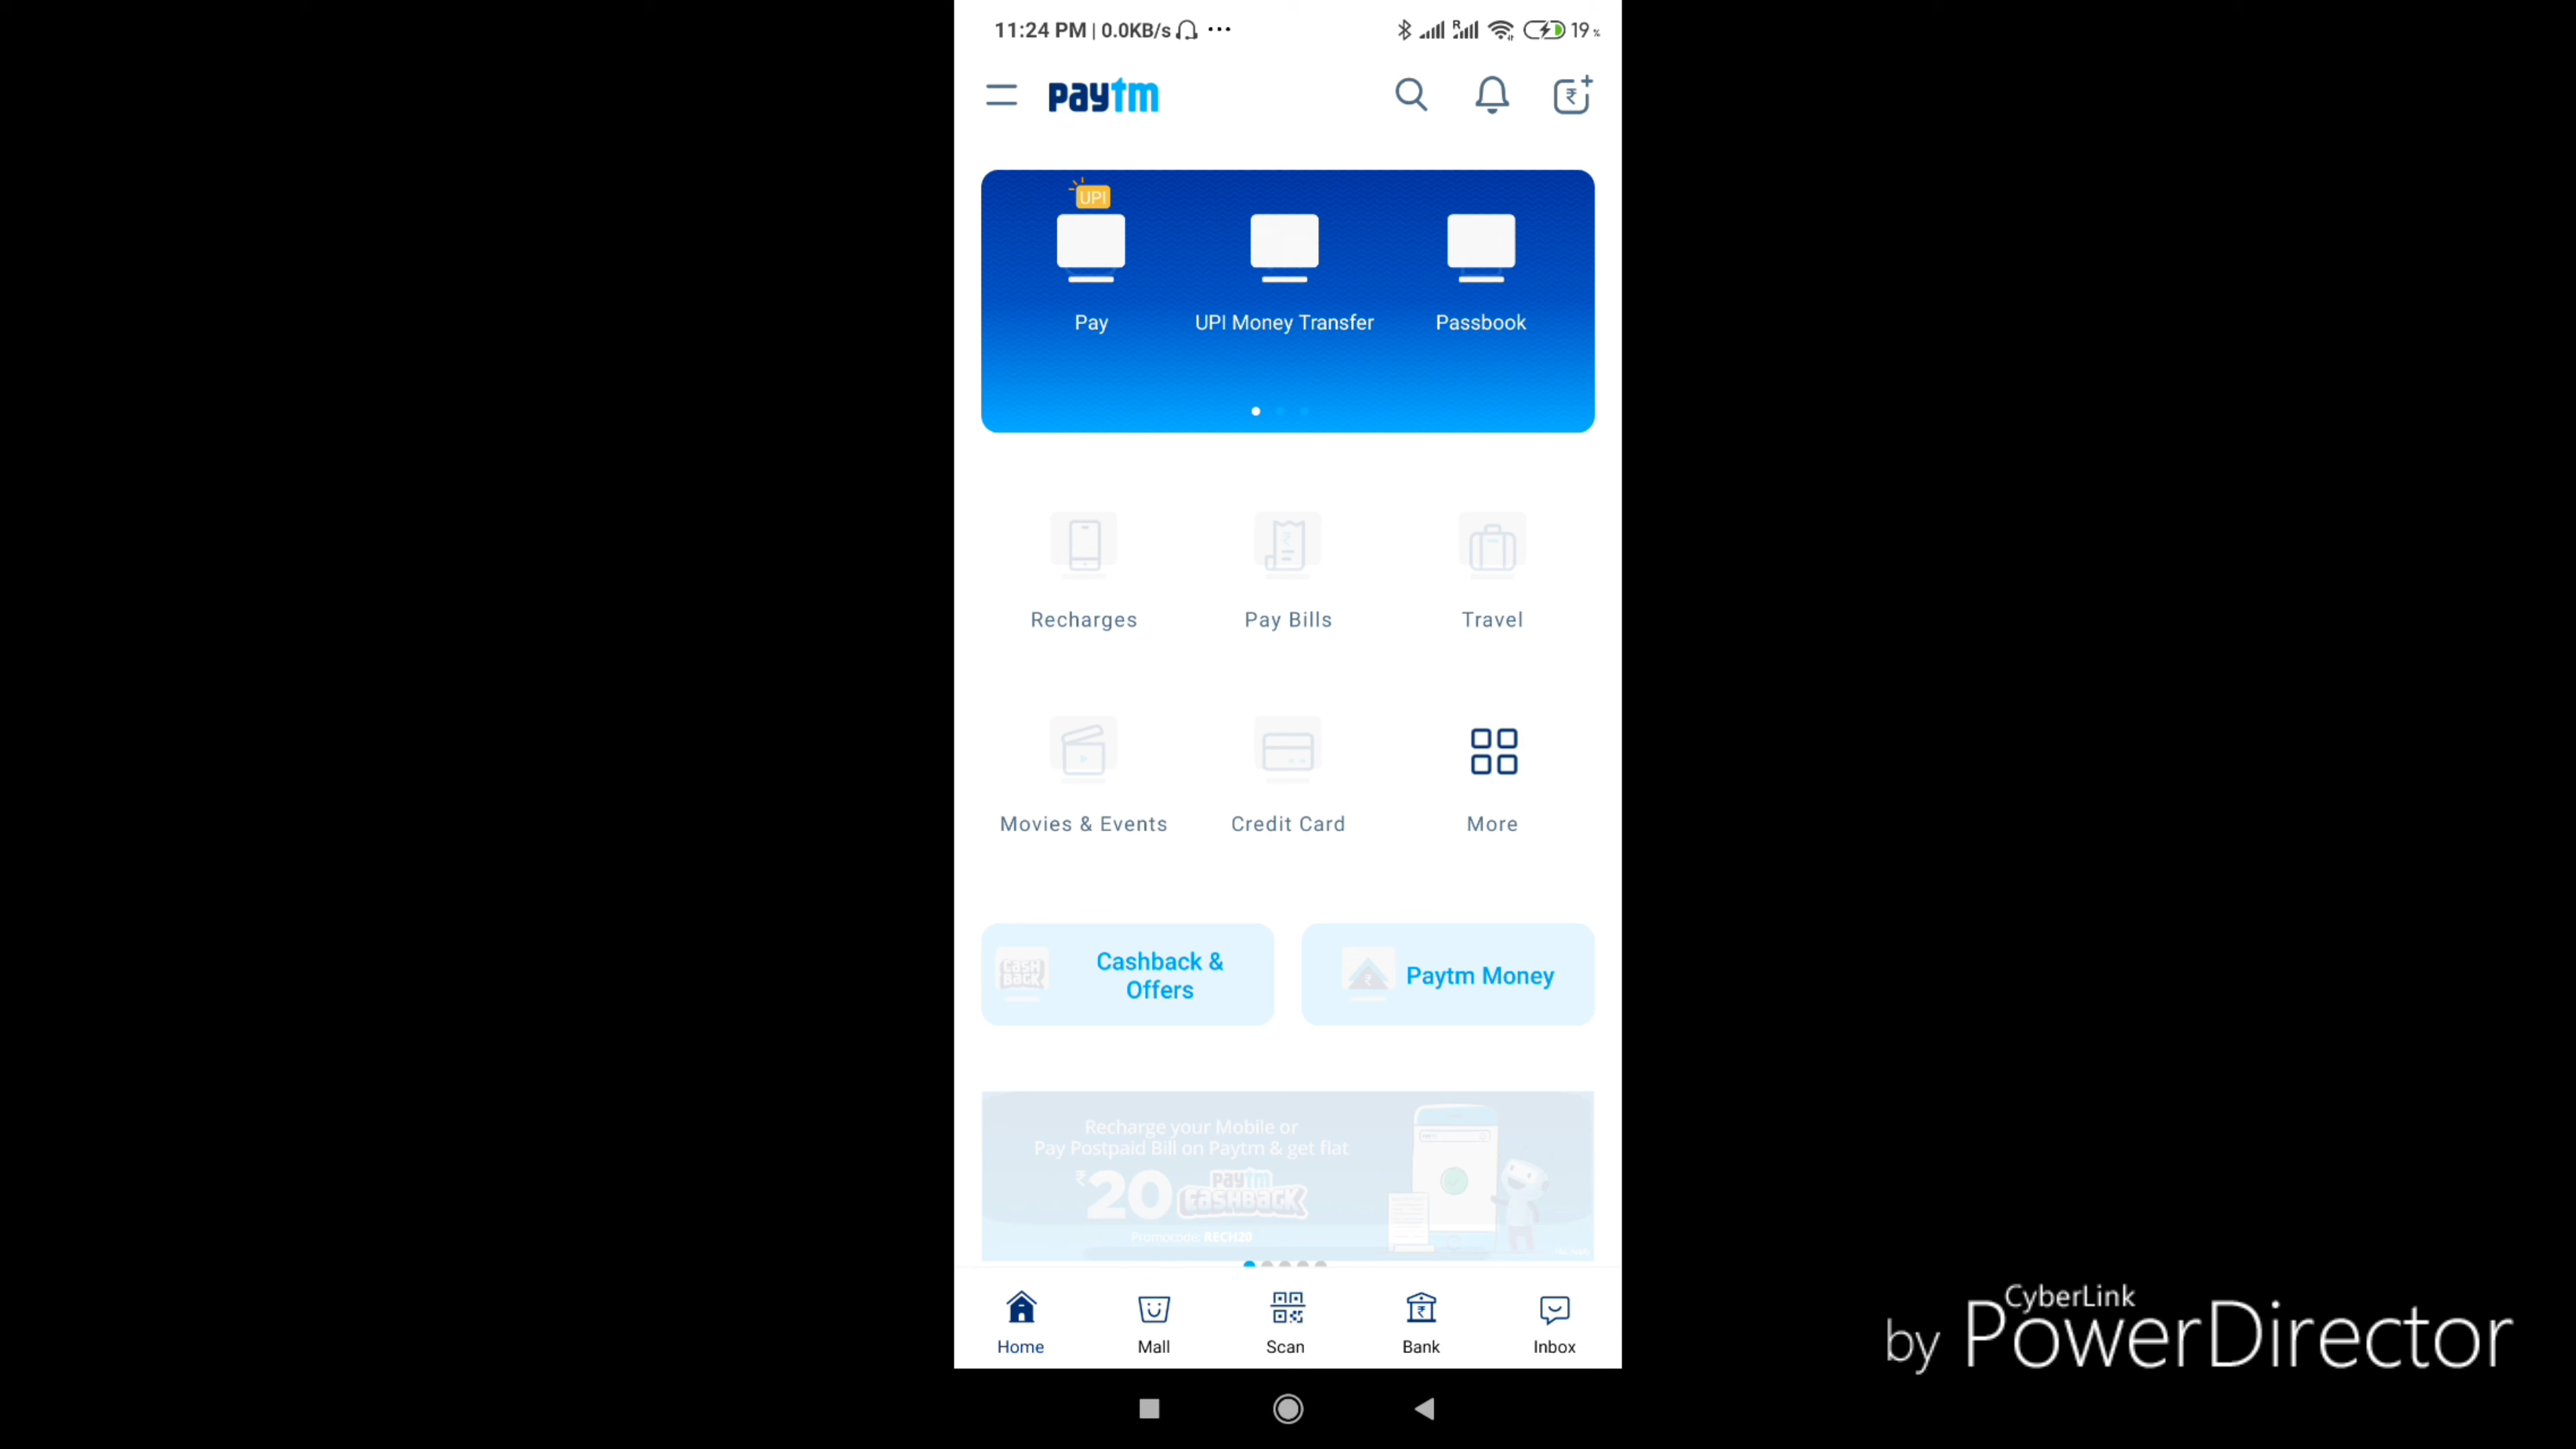 11:24 PM | 0.0KB/s ... R 19 %
paytm
UPI
Pay
UPI Money Transfer
Passbook
Recharges
Pay Bills
Travel
Movies & Events
Credit Card
More
CASH
BACK
Cashback &
Offers
Paytm Money
Recharge your Mobile or
Pay Postpaid Bill on Paytm & get flat
₹20 paytm
CASHBACK
Promocode: RECH20
Home
Mall
Scan
Bank
Inbox
CyberLink
by PowerDirector